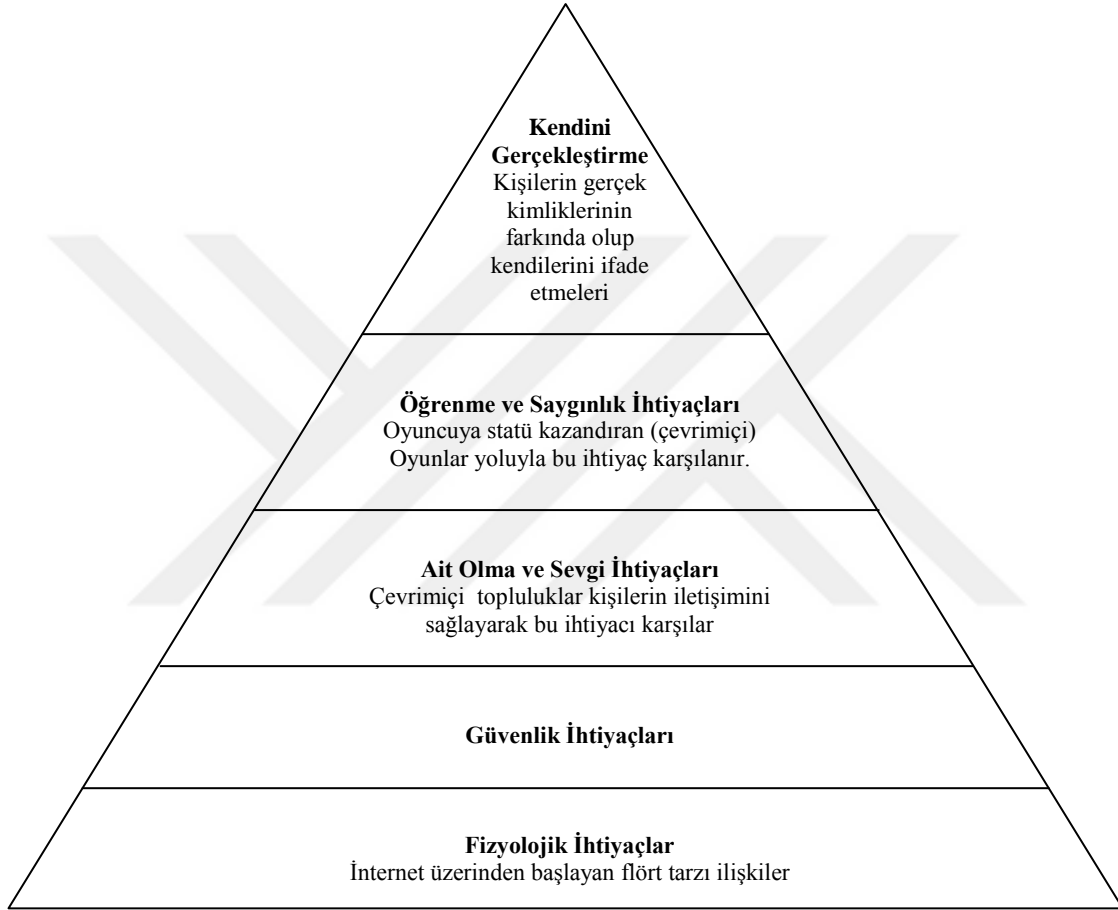 Kendini
Gerçekleştirme
Kişilerin gerçek
kimliklerinin
farkında olup
kendilerini ifade
etmeleri
Öğrenme ve Saygınlık İhtiyaçları
Oyuncuya statü kazandıran (çevrimiçi)
Oyunlar yoluyla bu ihtiyaç karşılanır.
Ait Olma ve Sevgi İhtiyaçları
Çevrimiçi topluluklar kişilerin iletişimini
sağlayarak bu ihtiyacı karşılar
Güvenlik İhtiyaçları
Fizyolojik İhtiyaçlar
İnternet üzerinden başlayan flört tarzı ilişkiler